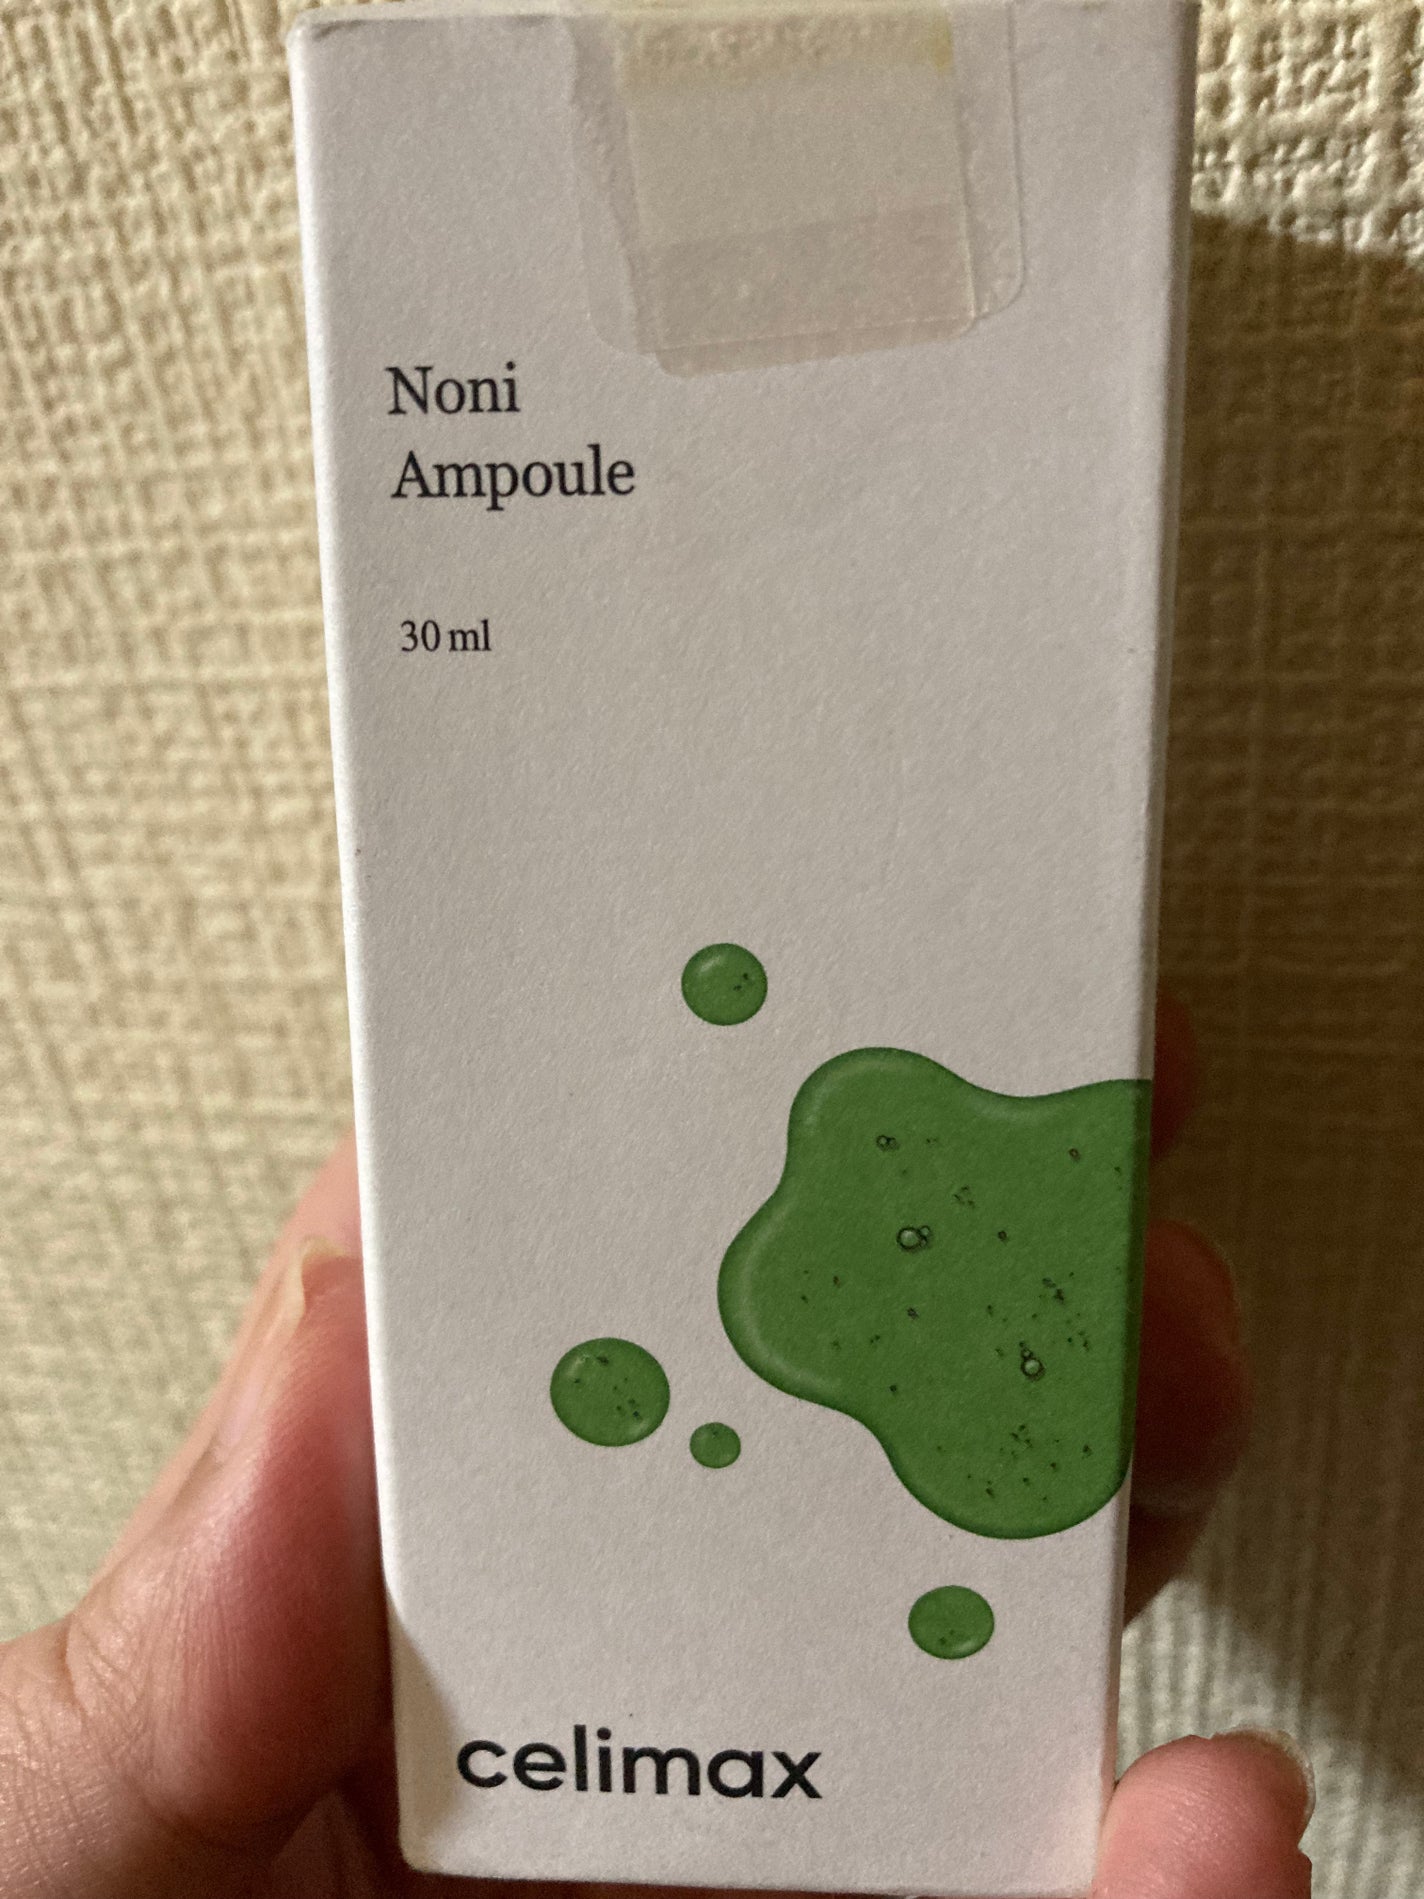 Noni
Ampoule
30 ml
celimax